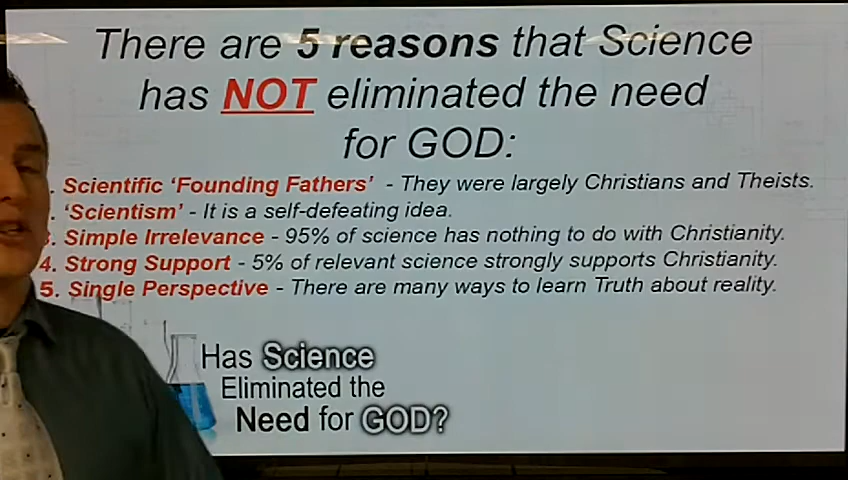 There are 5 reasons that Science
has NOT eliminated the need
for GOD:
. Scientific 'Founding Fathers' - They were largely Christians and Theists.
. 'Scientism' - It is a self-defeating idea.
3. Simple Irrelevance - 95% of science has nothing to do with Christianity.
4. Strong Support - 5% of relevant science strongly supports Christianity.
5. Single Perspective - There are many ways to learn Truth about reality.
Has Science
Eliminated the
Need for GOD?